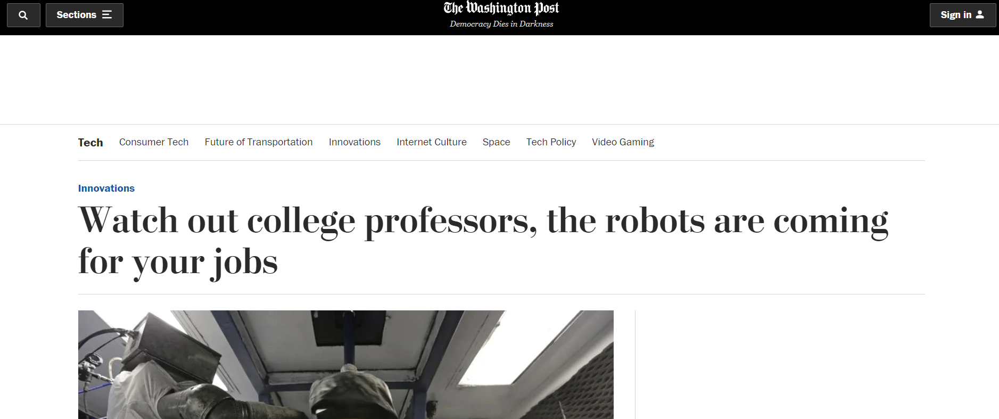 Sections
The Washington Post
Democracy Dies in Darkness
Sign in
Tech Consumer Tech Future of Transportation Innovations Internet Culture Space Tech Policy Video Gaming
Innovations
Watch out college professors, the robots are coming
for your jobs